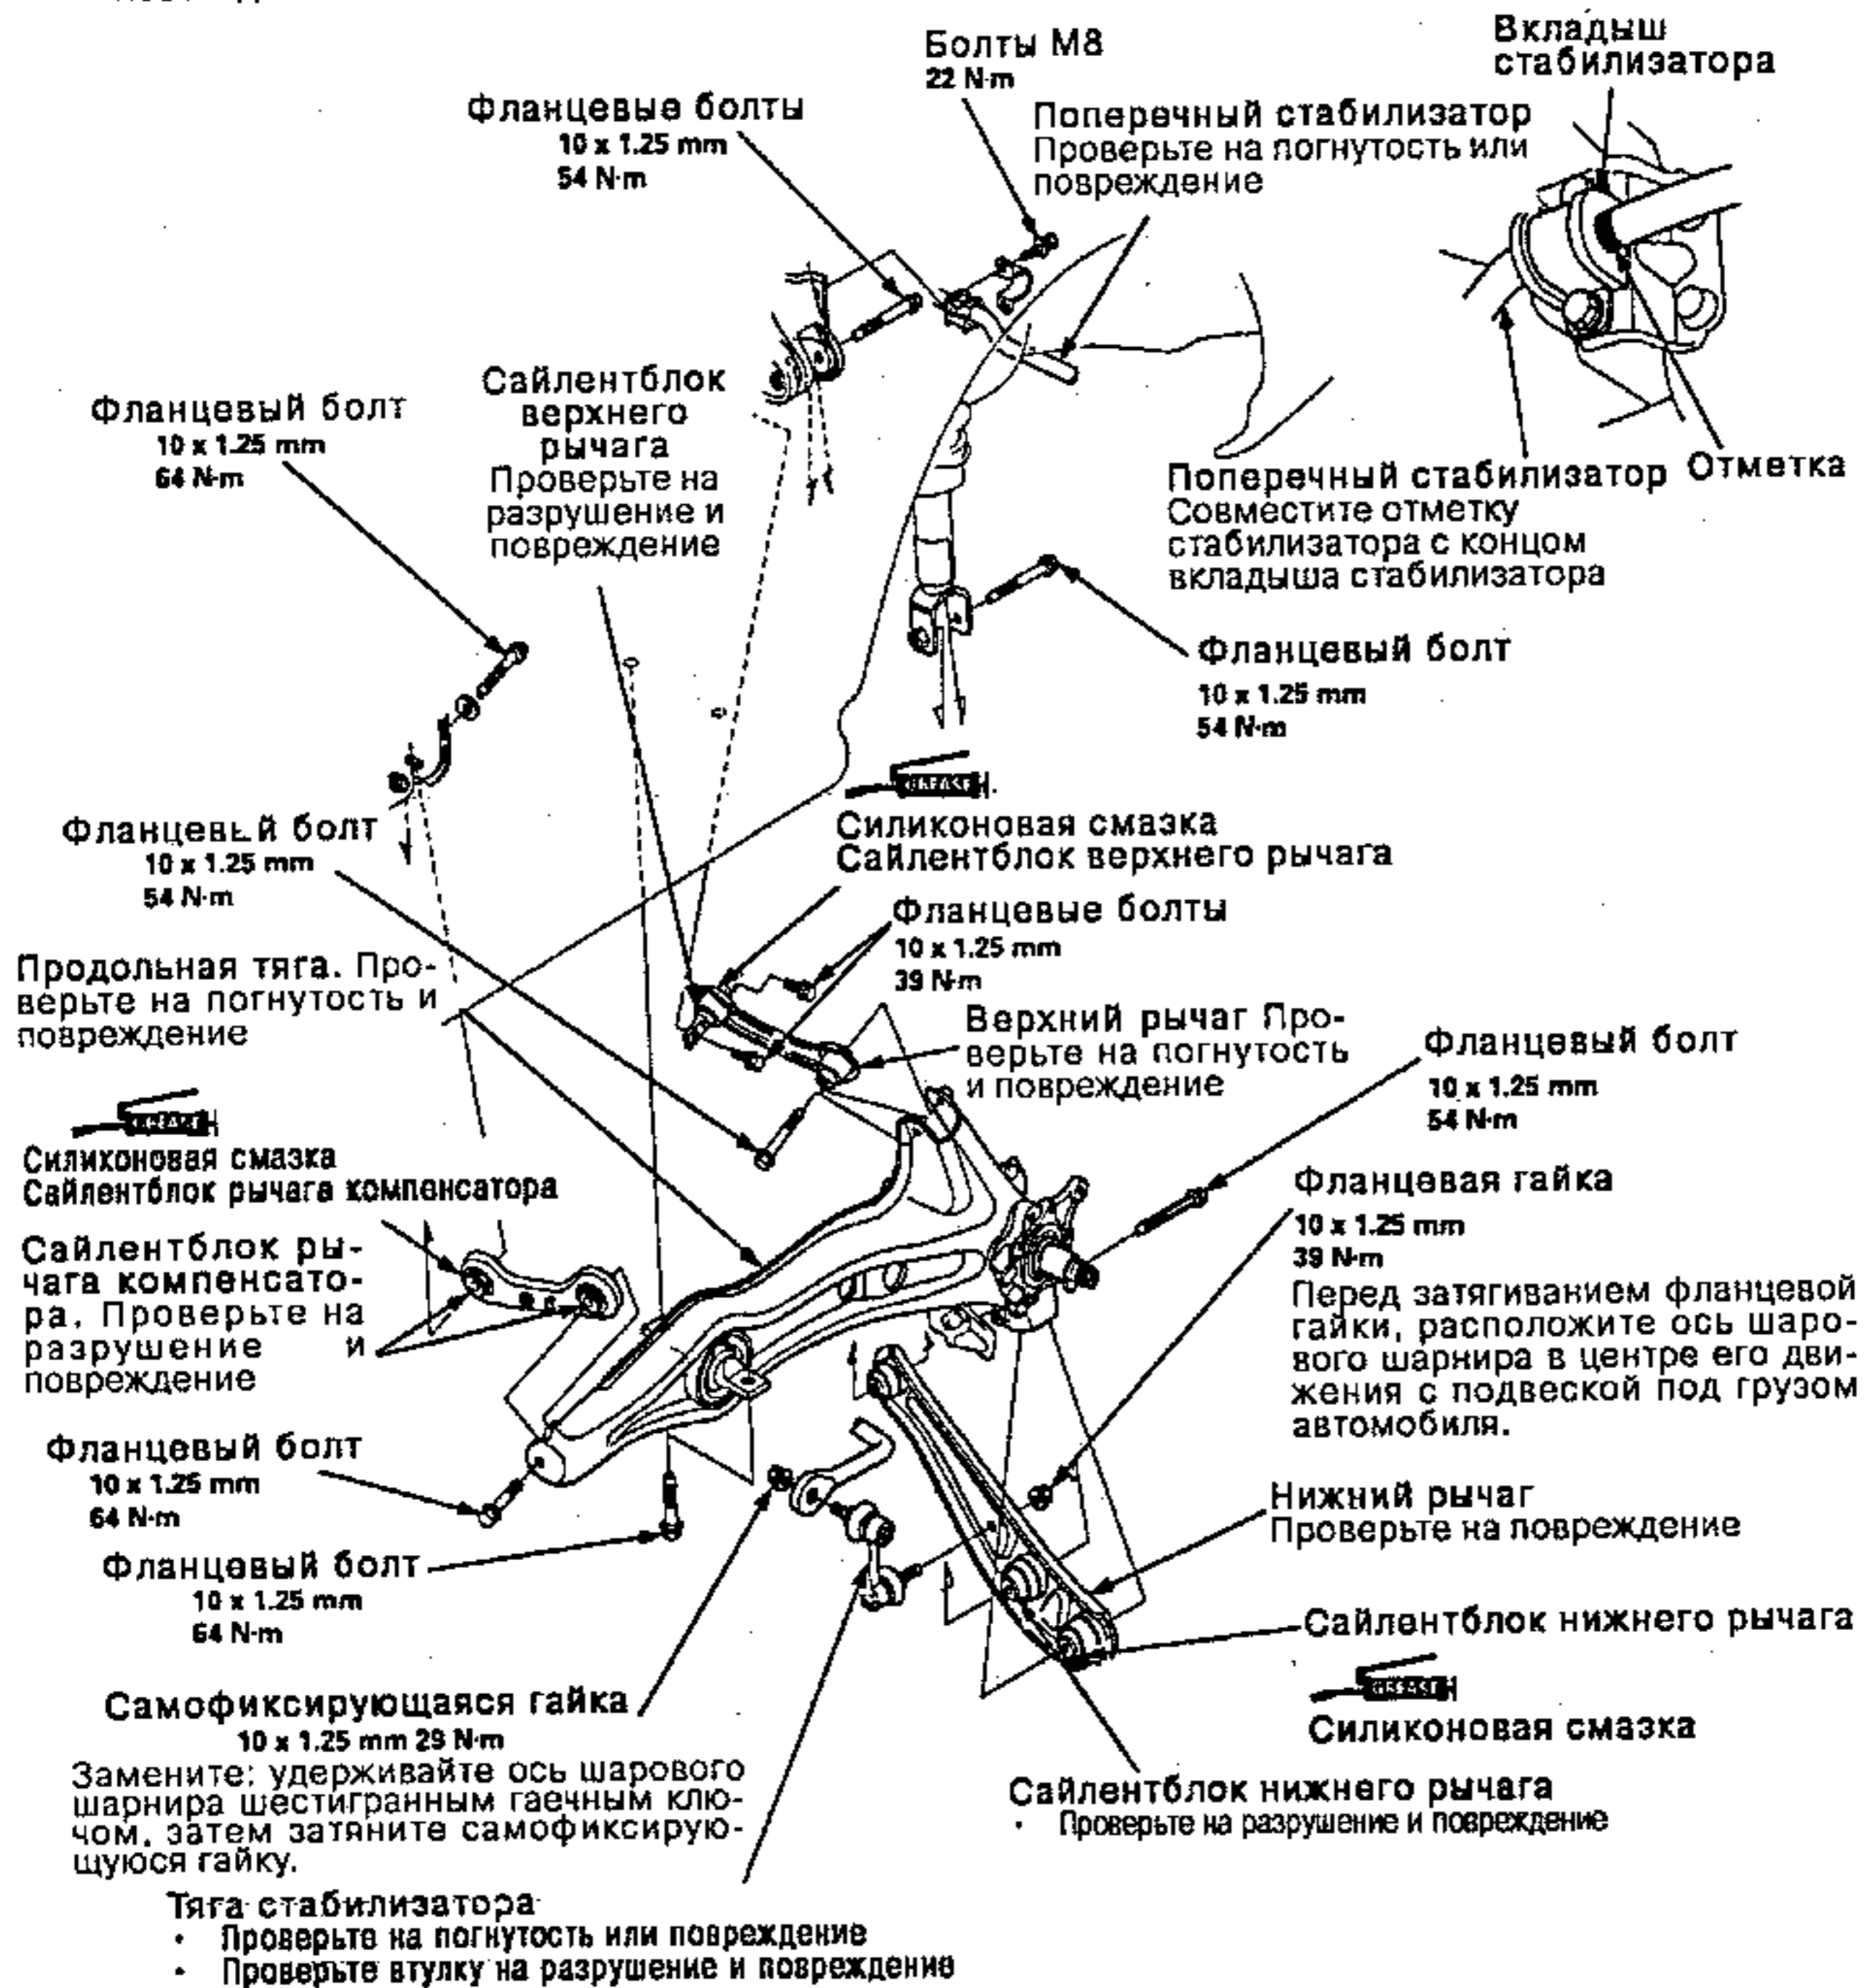 Болты М8
22 N·m
Вкладыш
стабилизатора
Фланцевые болты
10 x 1.25 mm
54 N·m
Поперечный стабилизатор
Проверьте на погнутость или
повреждение
Сайлентблок
верхнего
рычага
Проверьте на
разрушение и
повреждение
Фланцевый болт
10 x 1.25 mm
64 N·m
Поперечный стабилизатор
Совместите отметку
стабилизатора с концом
вкладыша стабилизатора
Отметка
Фланцевый болт
10 x 1.25 mm
54 N·m
GREASE
Силиконовая смазка
Сайлентблок верхнего рычага
Фланцевый болт
10 x 1.25 mm
54 N·m
Фланцевые болты
10 x 1.25 mm
39 N·m
Продольная тяга. Про-
верьте на погнутость и
повреждение
Верхний рычаг Про-
верьте на погнутость
и повреждение
Фланцевый болт
10 x 1.25 mm
54 N·m
GREASE
Силихоновая смазка
Сайлентблок рычага компенсатора
Фланцевая гайка
10 x 1.25 mm
39 N·m
Перед затягиванием фланцевой
гайки, расположите ось шаро-
вого шарнира в центре его дви-
жения с подвеской под грузом
автомобиля.
Сайлентблок ры-
чага компенсато-
ра. Проверьте на
разрушение и
повреждение
Фланцевый болт
10 x 1.25 mm
64 N·m
Фланцевый болт
10 x 1.25 mm
64 N·m
Нижний рычаг
Проверьте на повреждение
Сайлентблок нижнего рычага
GREASE
Силиконовая смазка
Самофиксирующаяся гайка
10 x 1.25 mm 29 N·m
Замените: удерживайте ось шарового
шарнира шестигранным гаечным клю-
чом, затем затяните самофиксирую-
щуюся гайку.
Сайлентблок нижнего рычага
· Проверьте на разрушение и повреждение
Тяга стабилизатора
· Проверьте на погнутость или повреждение
· Проверьте втулку на разрушение и повреждение